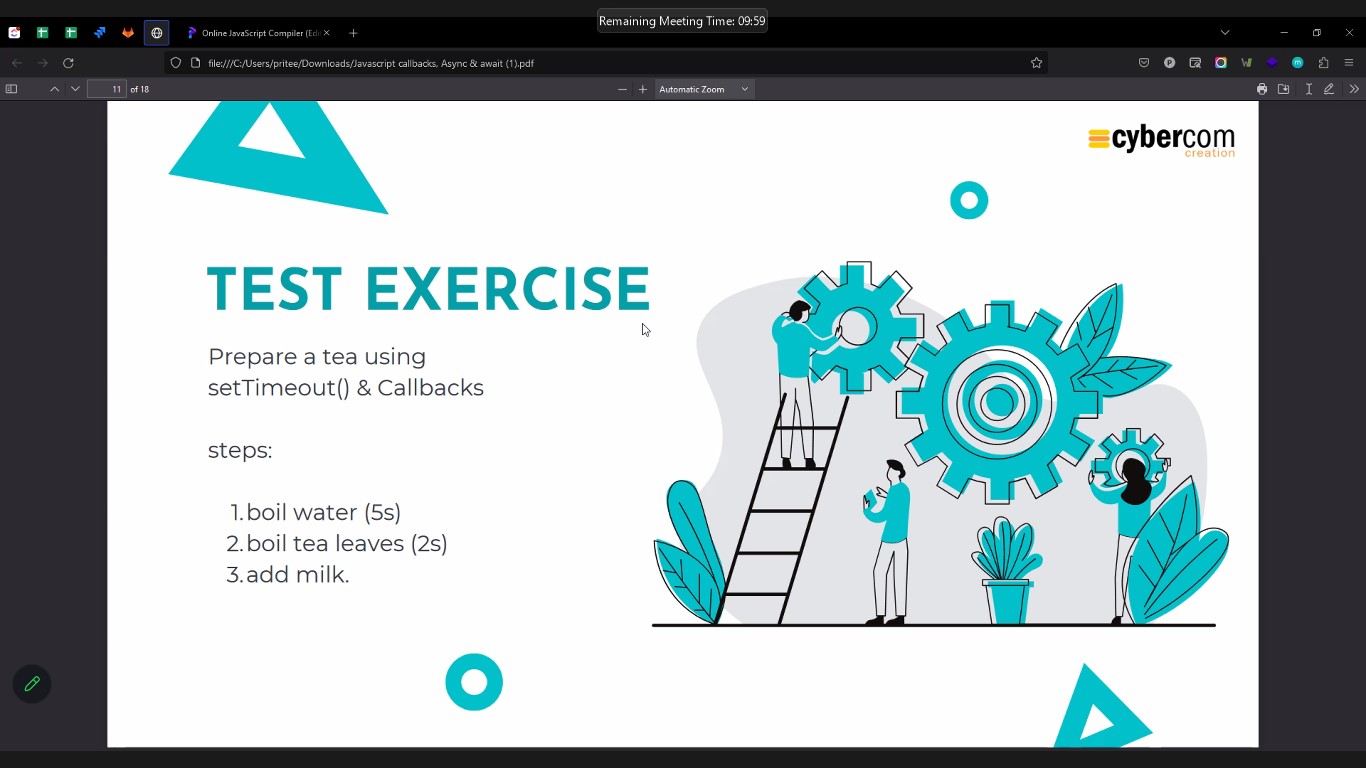 Remaining Meeting Time: 09:59
Online JavaScript Compiler (Edi
file:///C:/Users/pritee/Downloads/Javascript callbacks, Async & await (1).pdf
11 of 18
Automatic Zoom
cybercom
creation
TEST EXERCISE
Prepare a tea using
setTimeout() & Callbacks
steps:
1. boil water (5s)
2. boil tea leaves (2s)
3. add milk.